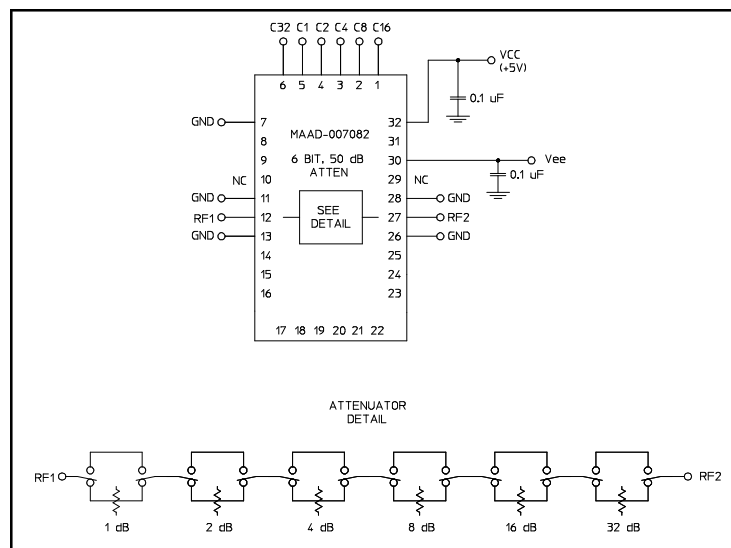 C32 C1 C2 C4 C8 C16
VCC
(+5V)
6 5 4 3 2 1
0.1 uF
GND 7 32
MAAD-007082
8 31
9 6 BIT, 50 dB 30 Vee
ATTEN
NC 10 29 NC
0.1 uF
GND 11 28 GND
SEE
RF1 12 27 RF2
DETAIL
GND 13 26 GND
14 25
15 24
16 23
17 18 19 20 21 22
ATTENUATOR
DETAIL
RF1 RF2
1 dB 2 dB 4 dB 8 dB 16 dB 32 dB